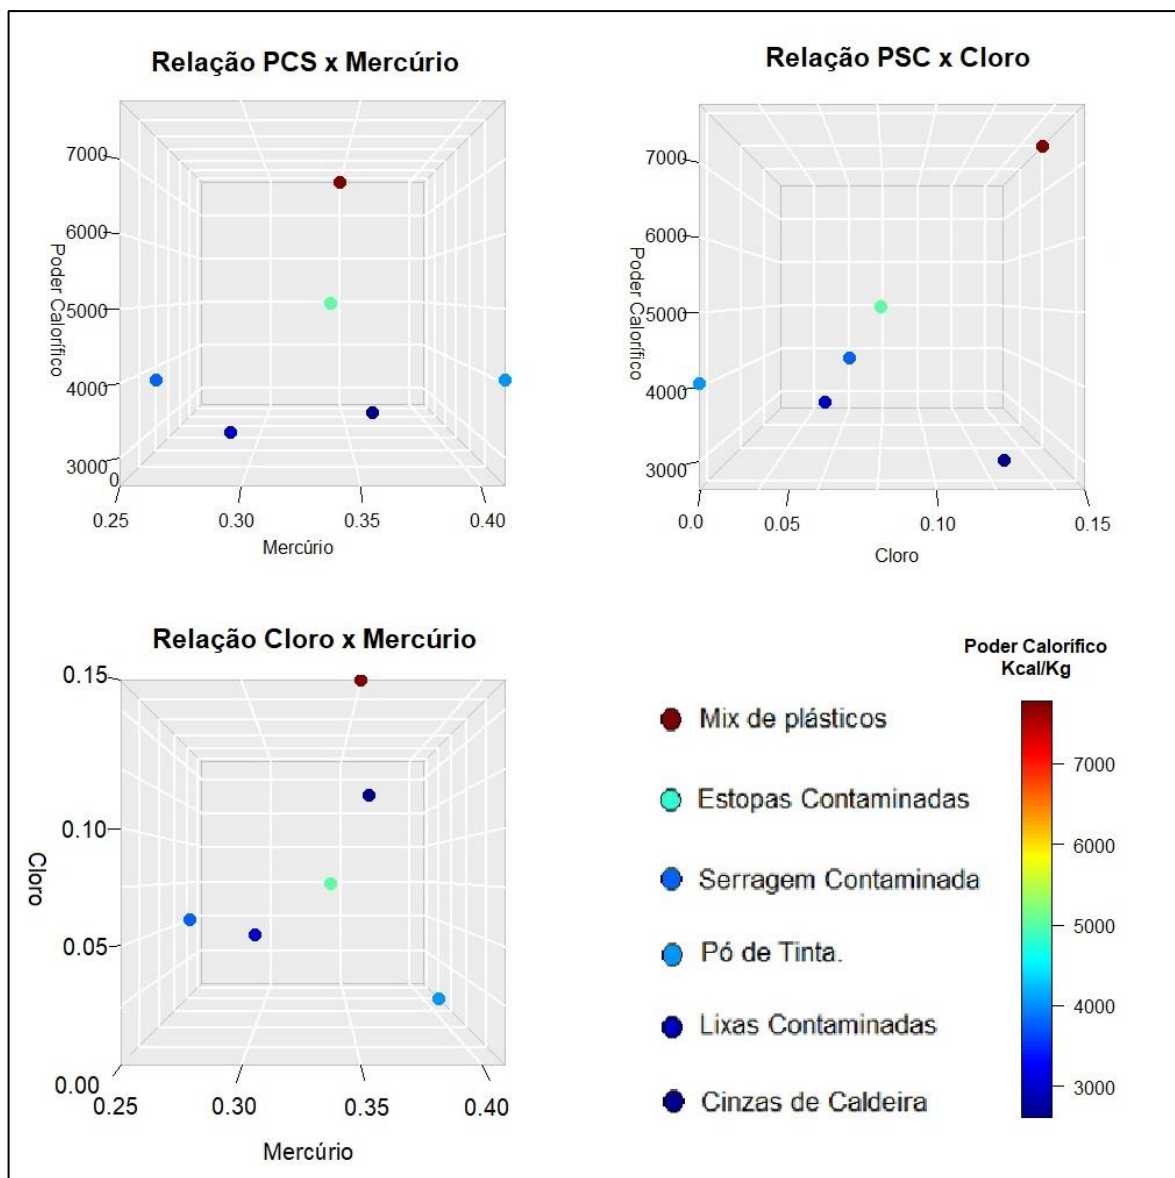 Relação PCS x Mercúrio
7000
6000
5000
4000
3000
0
Poder Calorífico
0.25
0.30
0.35
0.40
Mercúrio
Relação PSC x Cloro
7000
6000
5000
4000
3000
Poder Calorífico
0.0
0.05
0.10
0.15
Cloro
Relação Cloro x Mercúrio
0.15
0.10
0.05
0.00
Cloro
0.25
0.30
0.35
0.40
Mercúrio
Mix de plásticos
Estopas Contaminadas
Serragem Contaminada
Pó de Tinta.
Lixas Contaminadas
Cinzas de Caldeira
Poder Calorífico
Kcal/Kg
7000
6000
5000
4000
3000